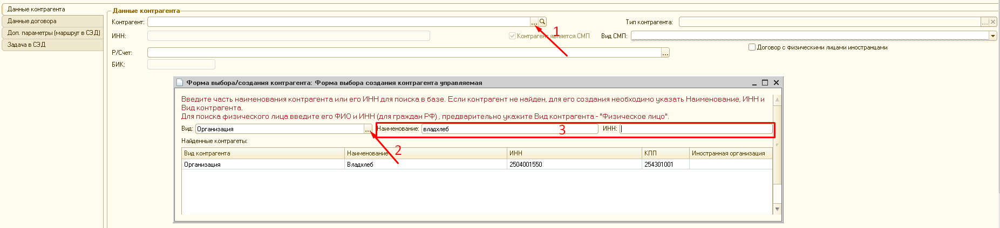 Данные контрагента
Данные договора
Доп. параметры (маршрут в СЭД)
Задача в СЭД
Данные контрагента
Контрагент: ...
Тип контрагента: ...
ИНН:
Контрагент является СМП
Вид СМП:
1
Р/Счет: ...
Договор с физическими лицами иностранцами
БИК:
Форма выбора/создания контрагента: Форма выбора создания контрагента управляемая
Введите часть наименования контрагента или его ИНН для поиска в базе. Если контрагент не найден, для его создания необходимо указать Наименование, ИНН и
Вид контрагента.
Для поиска физического лица введите его ФИО и ИНН (для граждан РФ) , предварительно укажите Вид контрагента - "Физическое лицо".
Вид: Организация ... Наименование: владхлеб 3 ИНН:
Найденные контрагеты:
2
Вид контрагента Наименование ИНН КПП Иностранная организация
Организация Владхлеб 2504001550 254301001